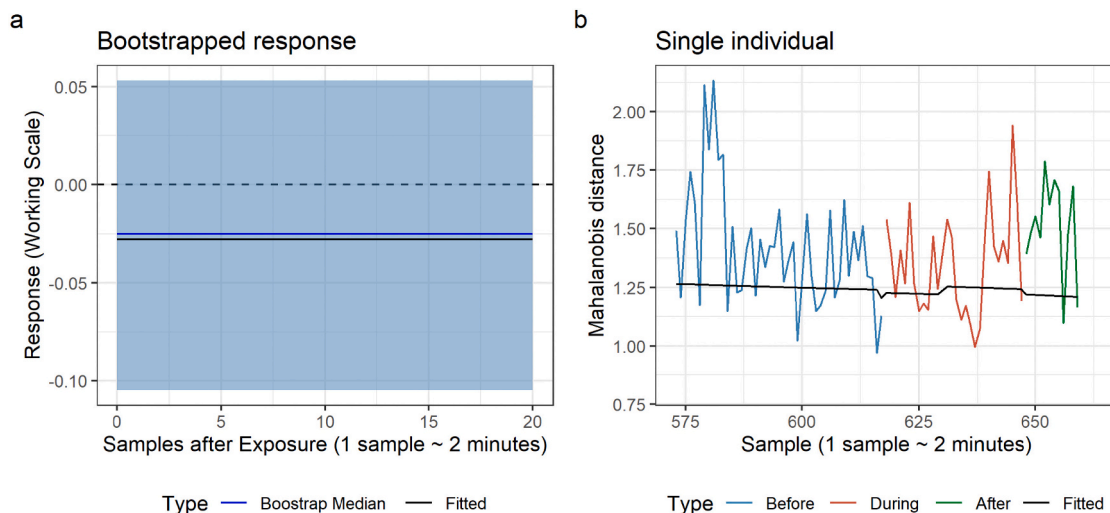 a
Bootstrapped response
0.05
0.00
-0.05
-0.10
Response (Working Scale)
0
5
10
15
20
Samples after Exposure (1 sample ~ 2 minutes)
Type
Boostrap Median
Fitted
b
Single individual
2.00
1.75
1.50
1.25
1.00
0.75
Mahalanobis distance
575
600
625
650
Sample (1 sample ~ 2 minutes)
Type
Before
During
After
Fitted